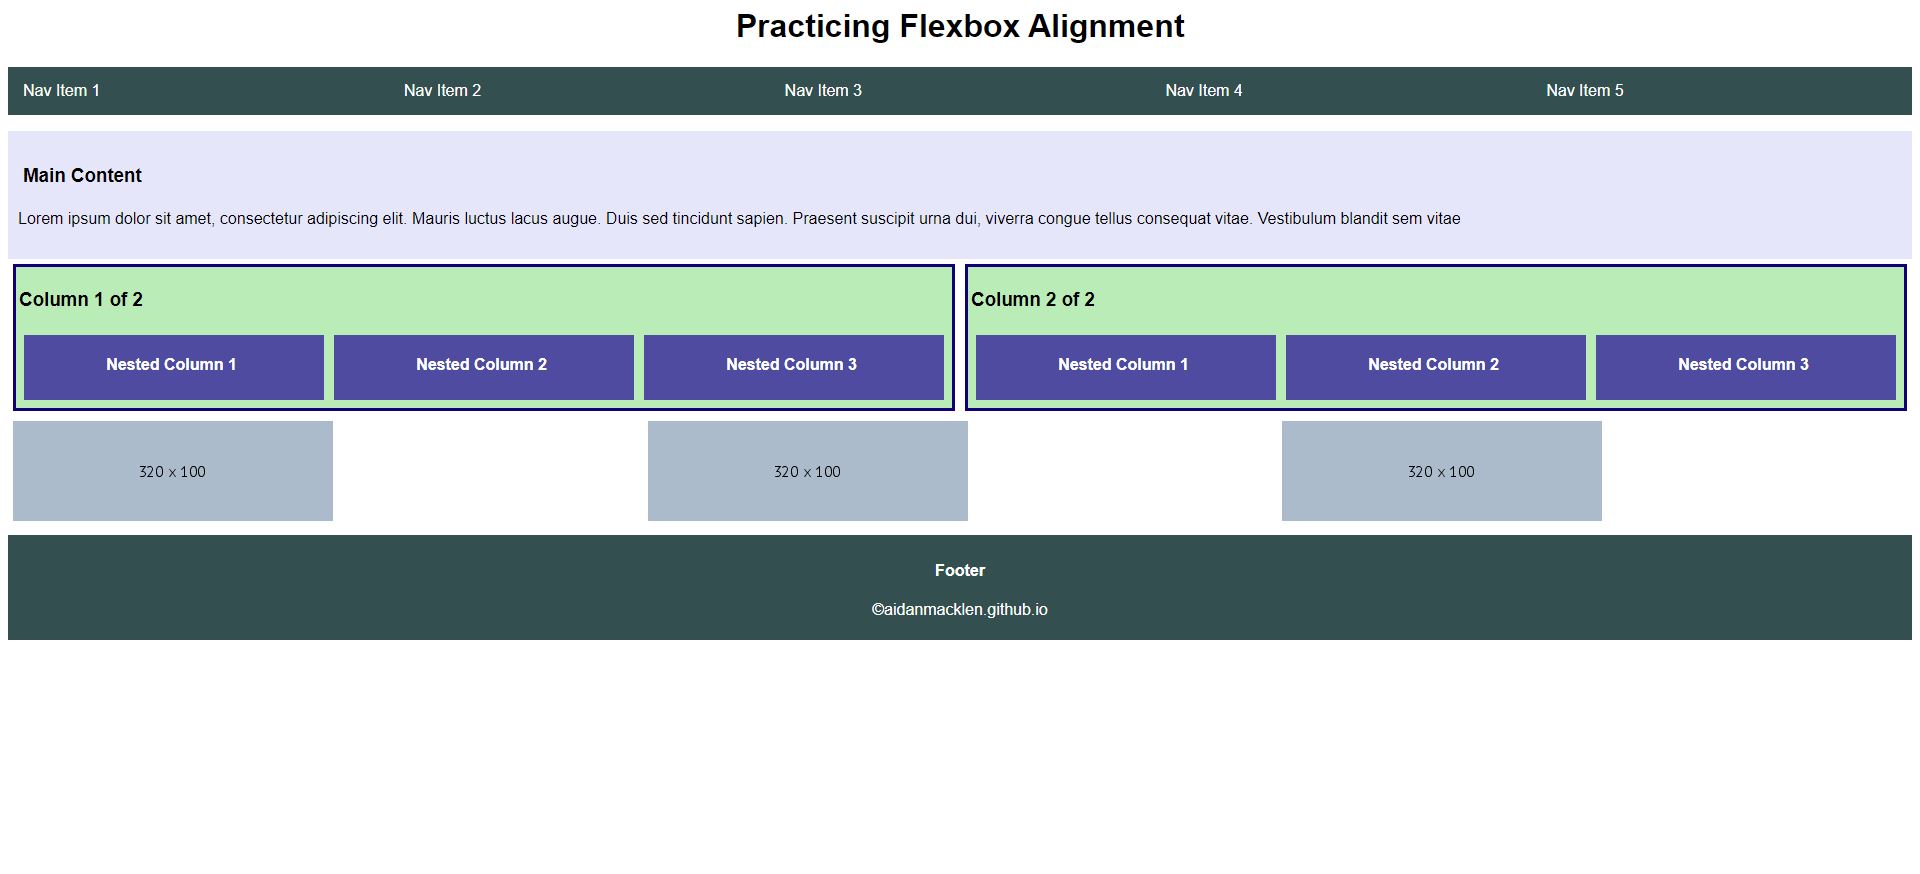 Practicing Flexbox Alignment
Nav Item 1 Nav Item 2 Nav Item 3 Nav Item 4 Nav Item 5
Main Content
Lorem ipsum dolor sit amet, consectetur adipiscing elit. Mauris luctus lacus augue. Duis sed tincidunt sapien. Praesent suscipit urna dui, viverra congue tellus consequat vitae. Vestibulum blandit sem vitae
Column 1 of 2
Nested Column 1 Nested Column 2 Nested Column 3
Column 2 of 2
Nested Column 1 Nested Column 2 Nested Column 3
320 x 100 320 x 100 320 x 100
Footer
©aidanmacklen.github.io